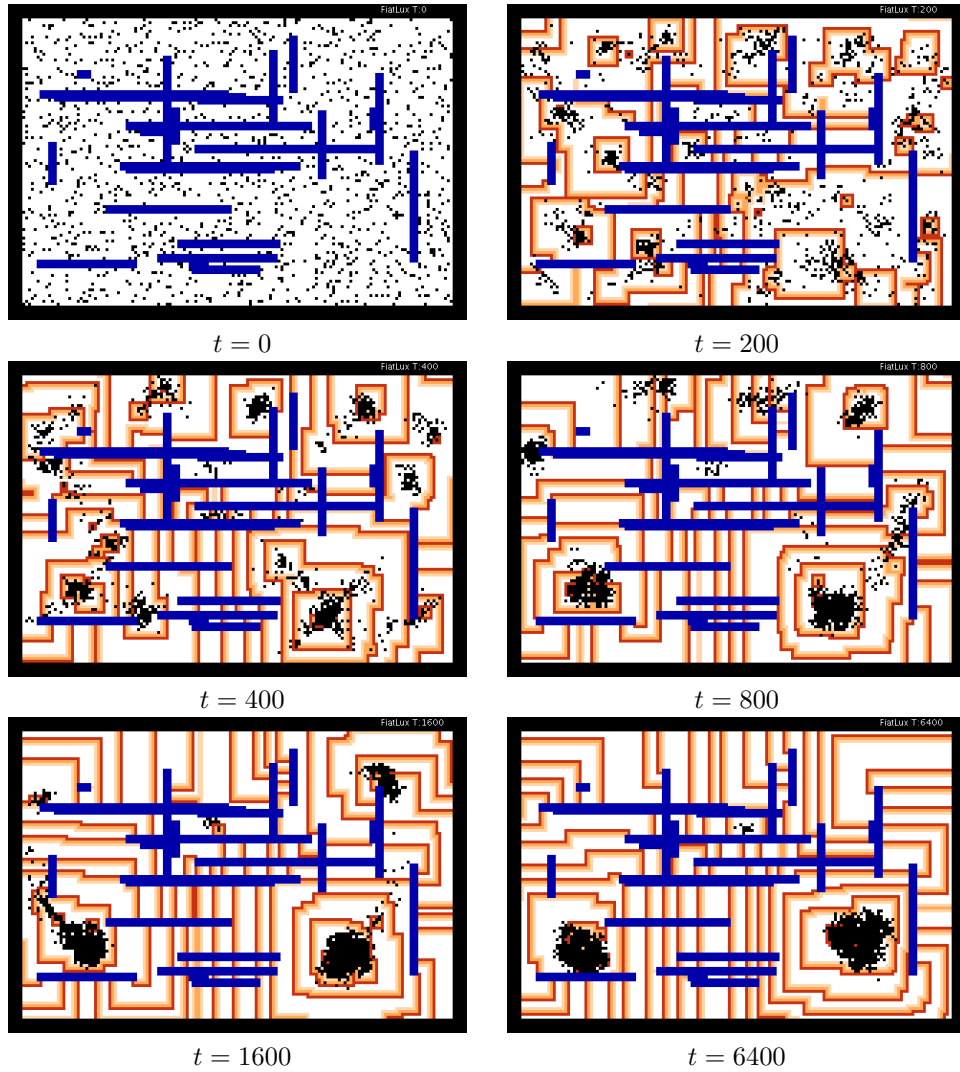 FiatLux T:0 FiatLux T:200
t = 0 t = 200
FiatLux T:400 FiatLux T:800
t = 400 t = 800
FiatLux T:1600 FiatLux T:6400
t = 1600 t = 6400